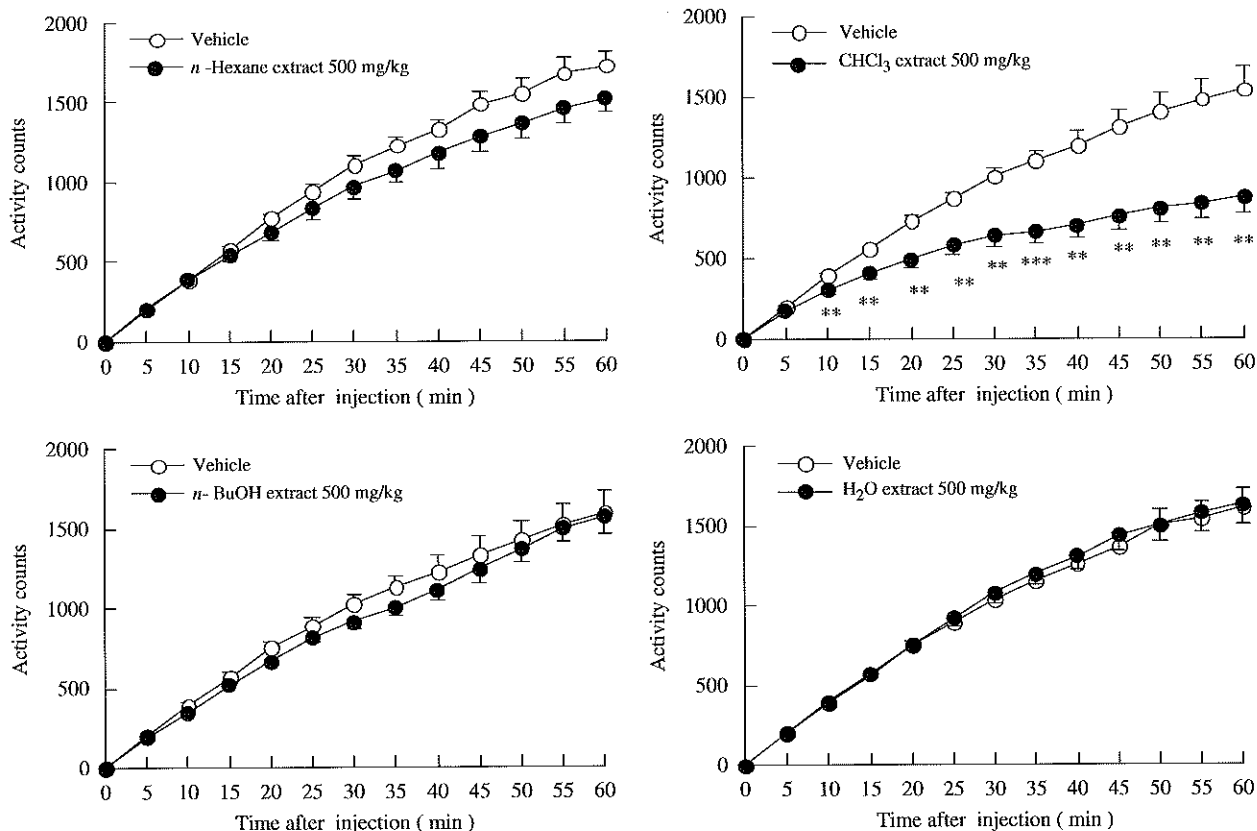 2000
1500
1000
500
0
Activity counts
Vehicle
n -Hexane extract 500 mg/kg
0 5 10 15 20 25 30 35 40 45 50 55 60
Time after injection ( min )
2000
1500
1000
500
0
Activity counts
Vehicle
CHCl3 extract 500 mg/kg
** ** ** ** ** *** ** ** ** ** **
0 5 10 15 20 25 30 35 40 45 50 55 60
Time after injection ( min )
2000
1500
1000
500
0
Activity counts
Vehicle
n- BuOH extract 500 mg/kg
0 5 10 15 20 25 30 35 40 45 50 55 60
Time after injection ( min )
2000
1500
1000
500
0
Activity counts
Vehicle
H2O extract 500 mg/kg
0 5 10 15 20 25 30 35 40 45 50 55 60
Time after injection ( min )